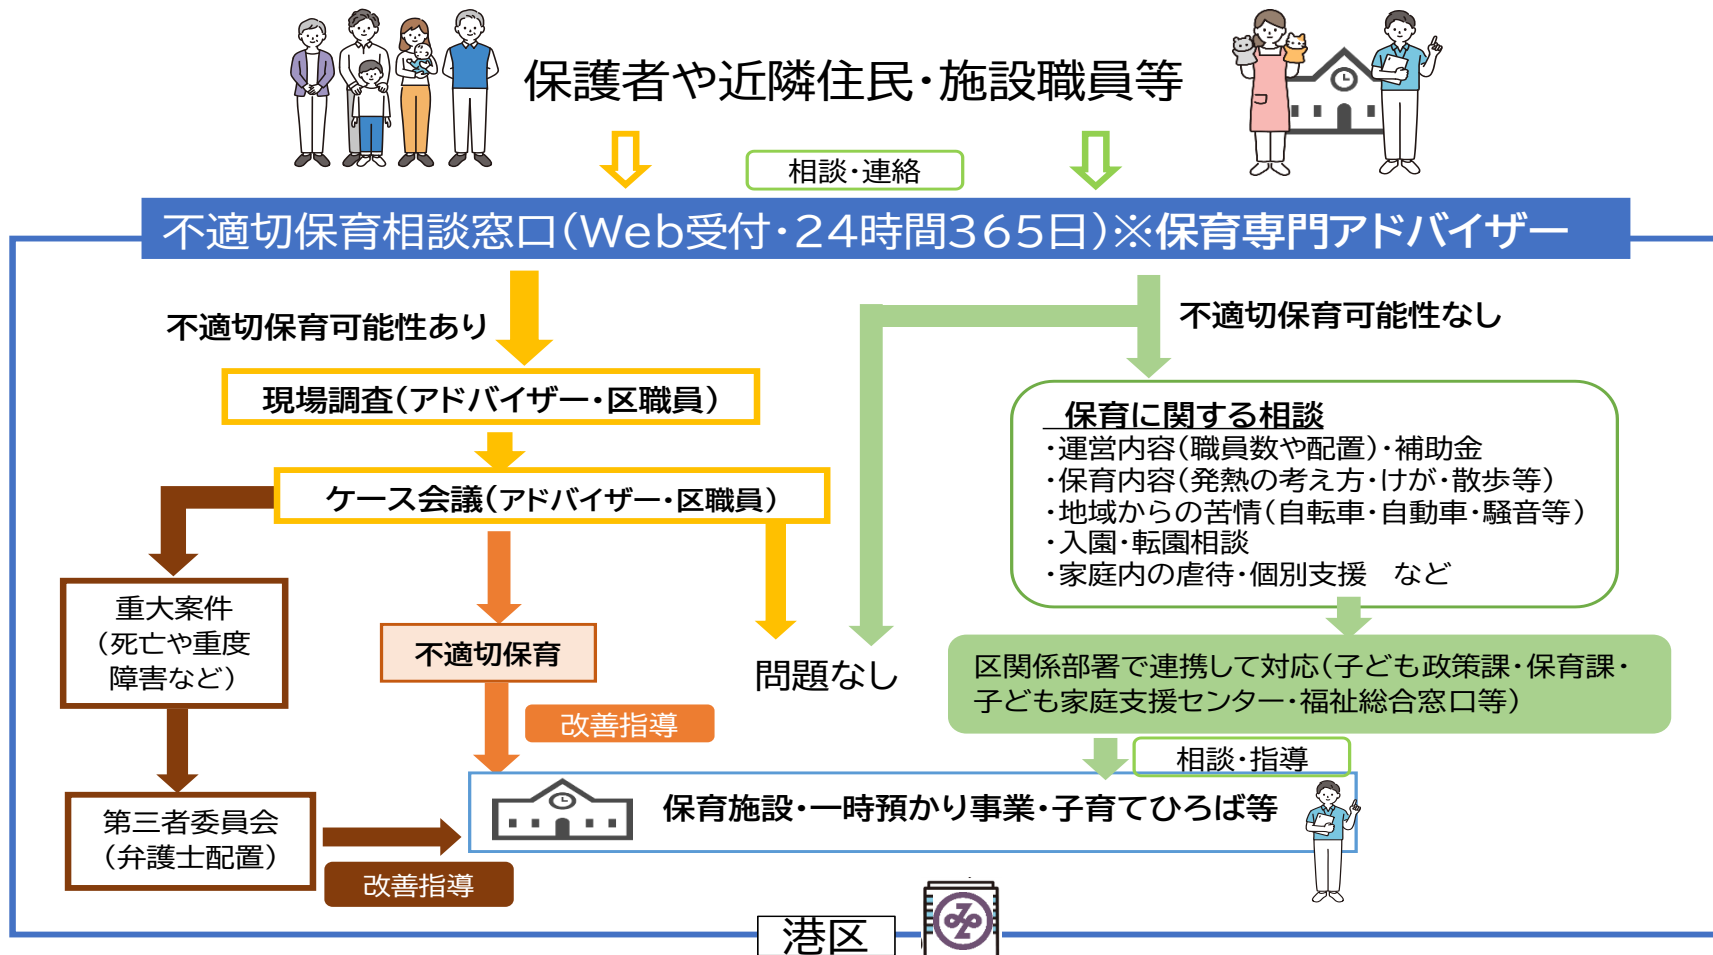 保護者や近隣住民・施設職員等
相談・連絡
不適切保育相談窓口(Web受付・24時間365日)※保育専門アドバイザー
不適切保育可能性あり
不適切保育可能性なし
現場調査(アドバイザー・区職員)
ケース会議(アドバイザー・区職員)
保育に関する相談
・運営内容(職員数や配置)・補助金
・保育内容(発熱の考え方・けが・散歩等)
・地域からの苦情(自転車・自動車・騒音等)
・入園・転園相談
・家庭内の虐待・個別支援　など
重大案件
(死亡や重度
障害など)
不適切保育
問題なし
区関係部署で連携して対応(子ども政策課・保育課・
子ども家庭支援センター・福祉総合窓口等)
改善指導
相談・指導
保育施設・一時預かり事業・子育てひろば等
第三者委員会
(弁護士配置)
改善指導
港区